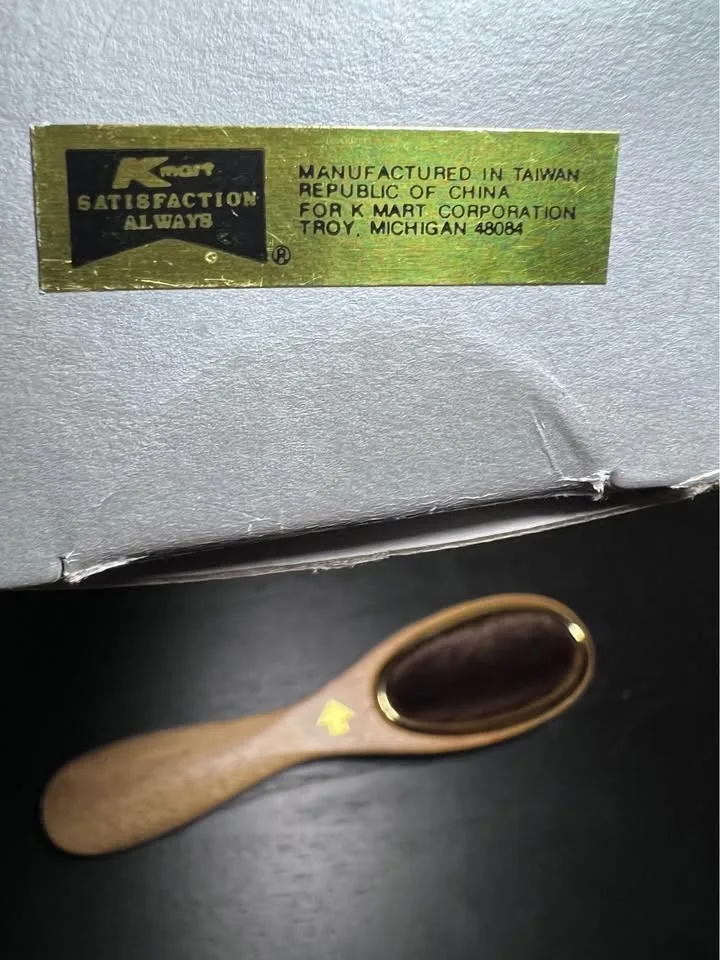 Kmart
SATISFACTION
ALWAYS
®
MANUFACTURED IN TAIWAN
REPUBLIC OF CHINA
FOR K MART CORPORATION
TROY, MICHIGAN 48084